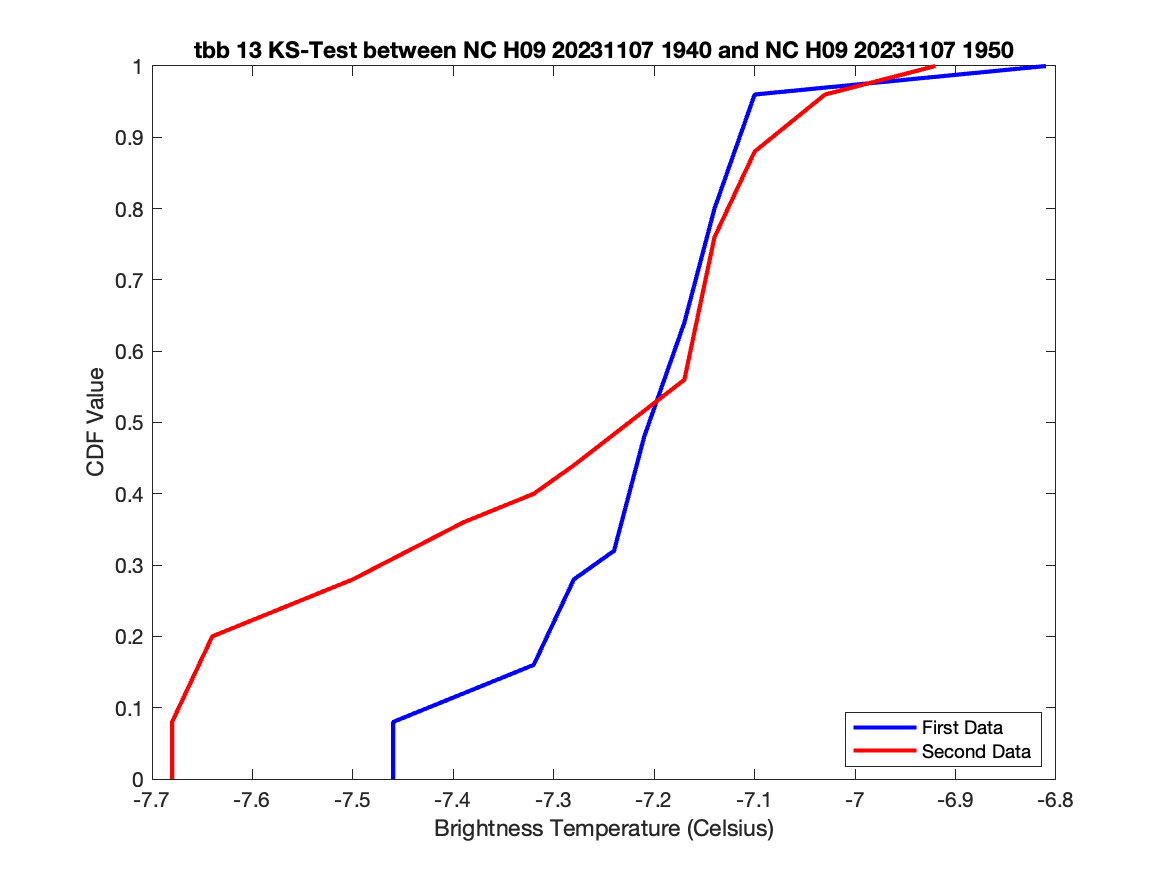 tbb 13 KS-Test between NC H09 20231107 1940 and NC H09 20231107 1950
1
0.9
0.8
0.7
0.6
0.5
0.4
0.3
0.2
0.1
0
CDF Value
First Data
Second Data
-7.7 -7.6 -7.5 -7.4 -7.3 -7.2 -7.1 -7 -6.9 -6.8
Brightness Temperature (Celsius)